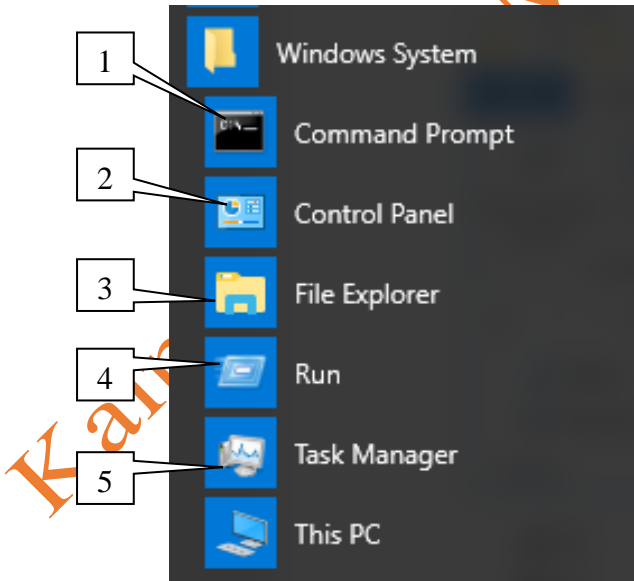 Windows System
1
Command Prompt
2
Control Panel
3
File Explorer
4
Run
Task Manager
5
This PC